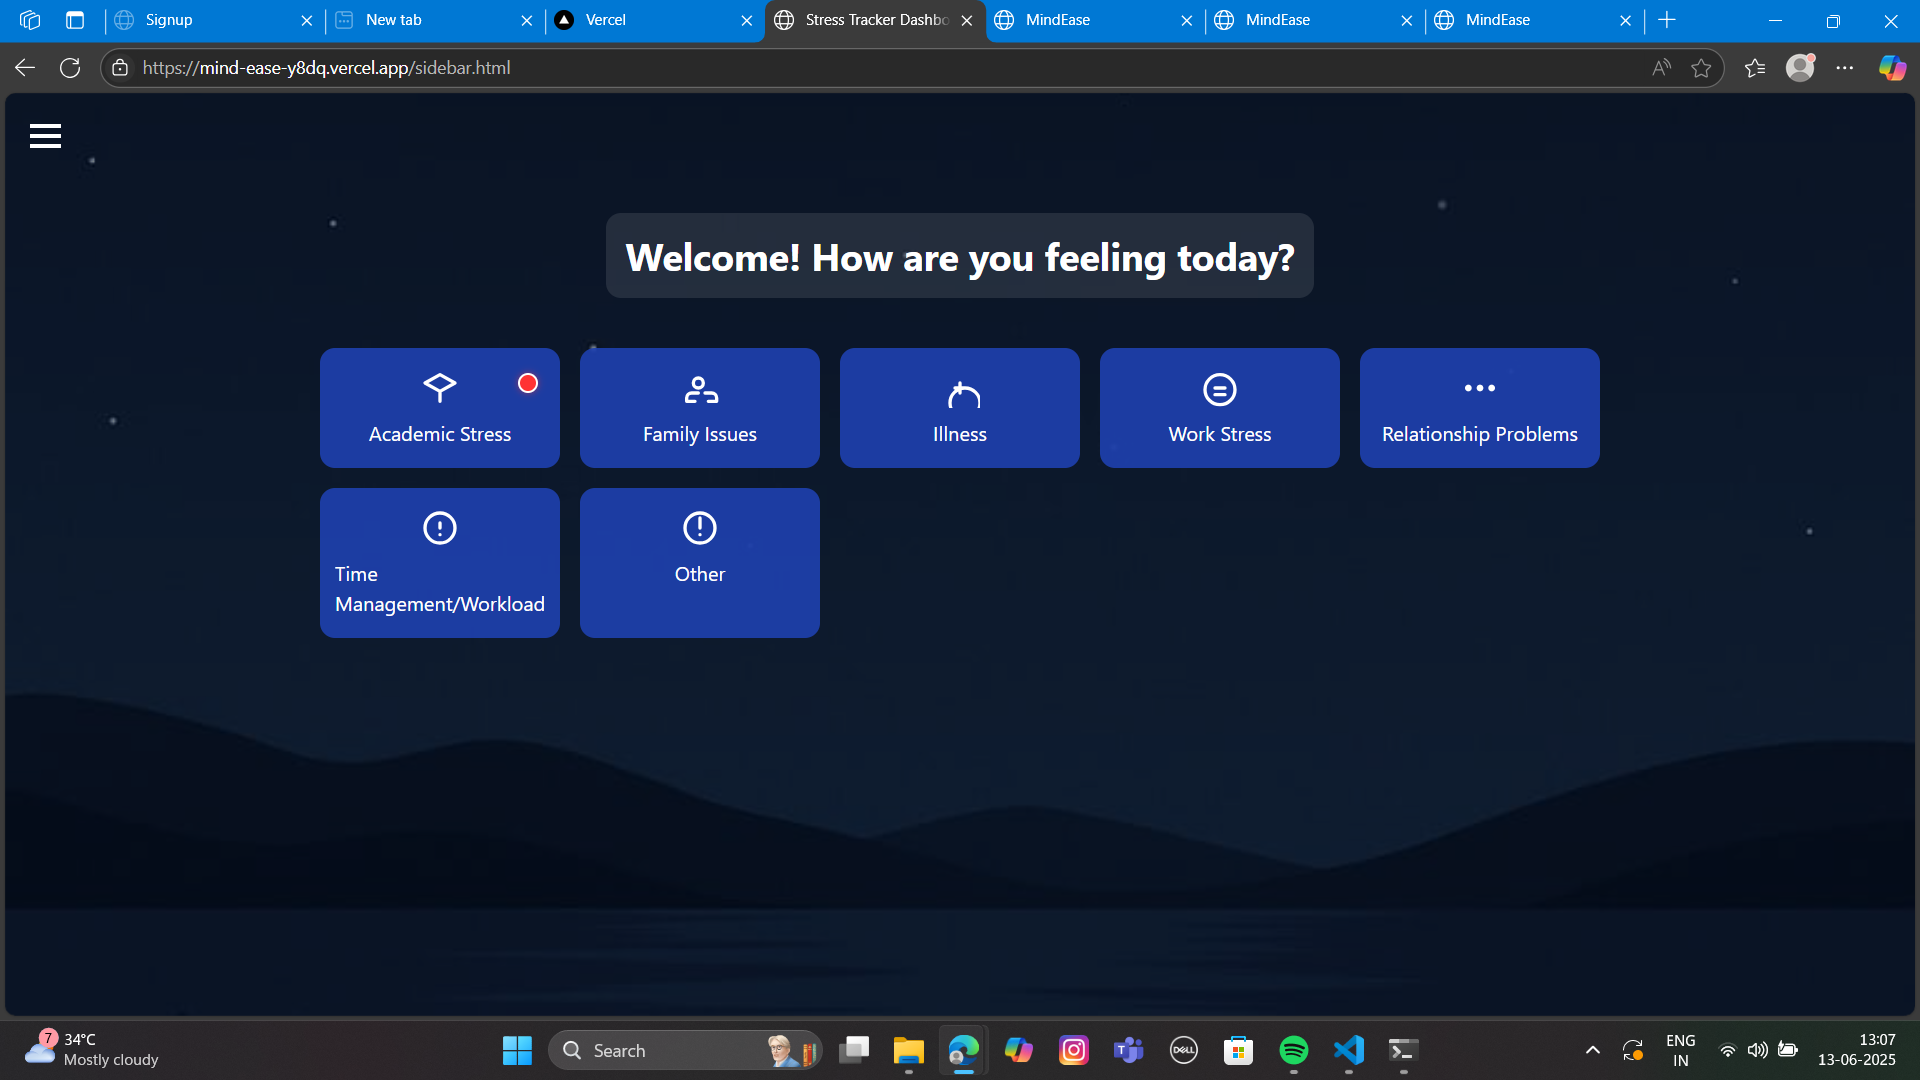 Signup
New tab
Vercel
Stress Tracker Dashbo
MindEase
MindEase
MindEase
https://mind-ease-y8dq.vercel.app/sidebar.html
Welcome! How are you feeling today?
Academic Stress
Family Issues
Illness
Work Stress
Relationship Problems
Time
Management/Workload
Other
7
34°C
Mostly cloudy
Search
DELL
ENG
IN
13:07
13-06-2025